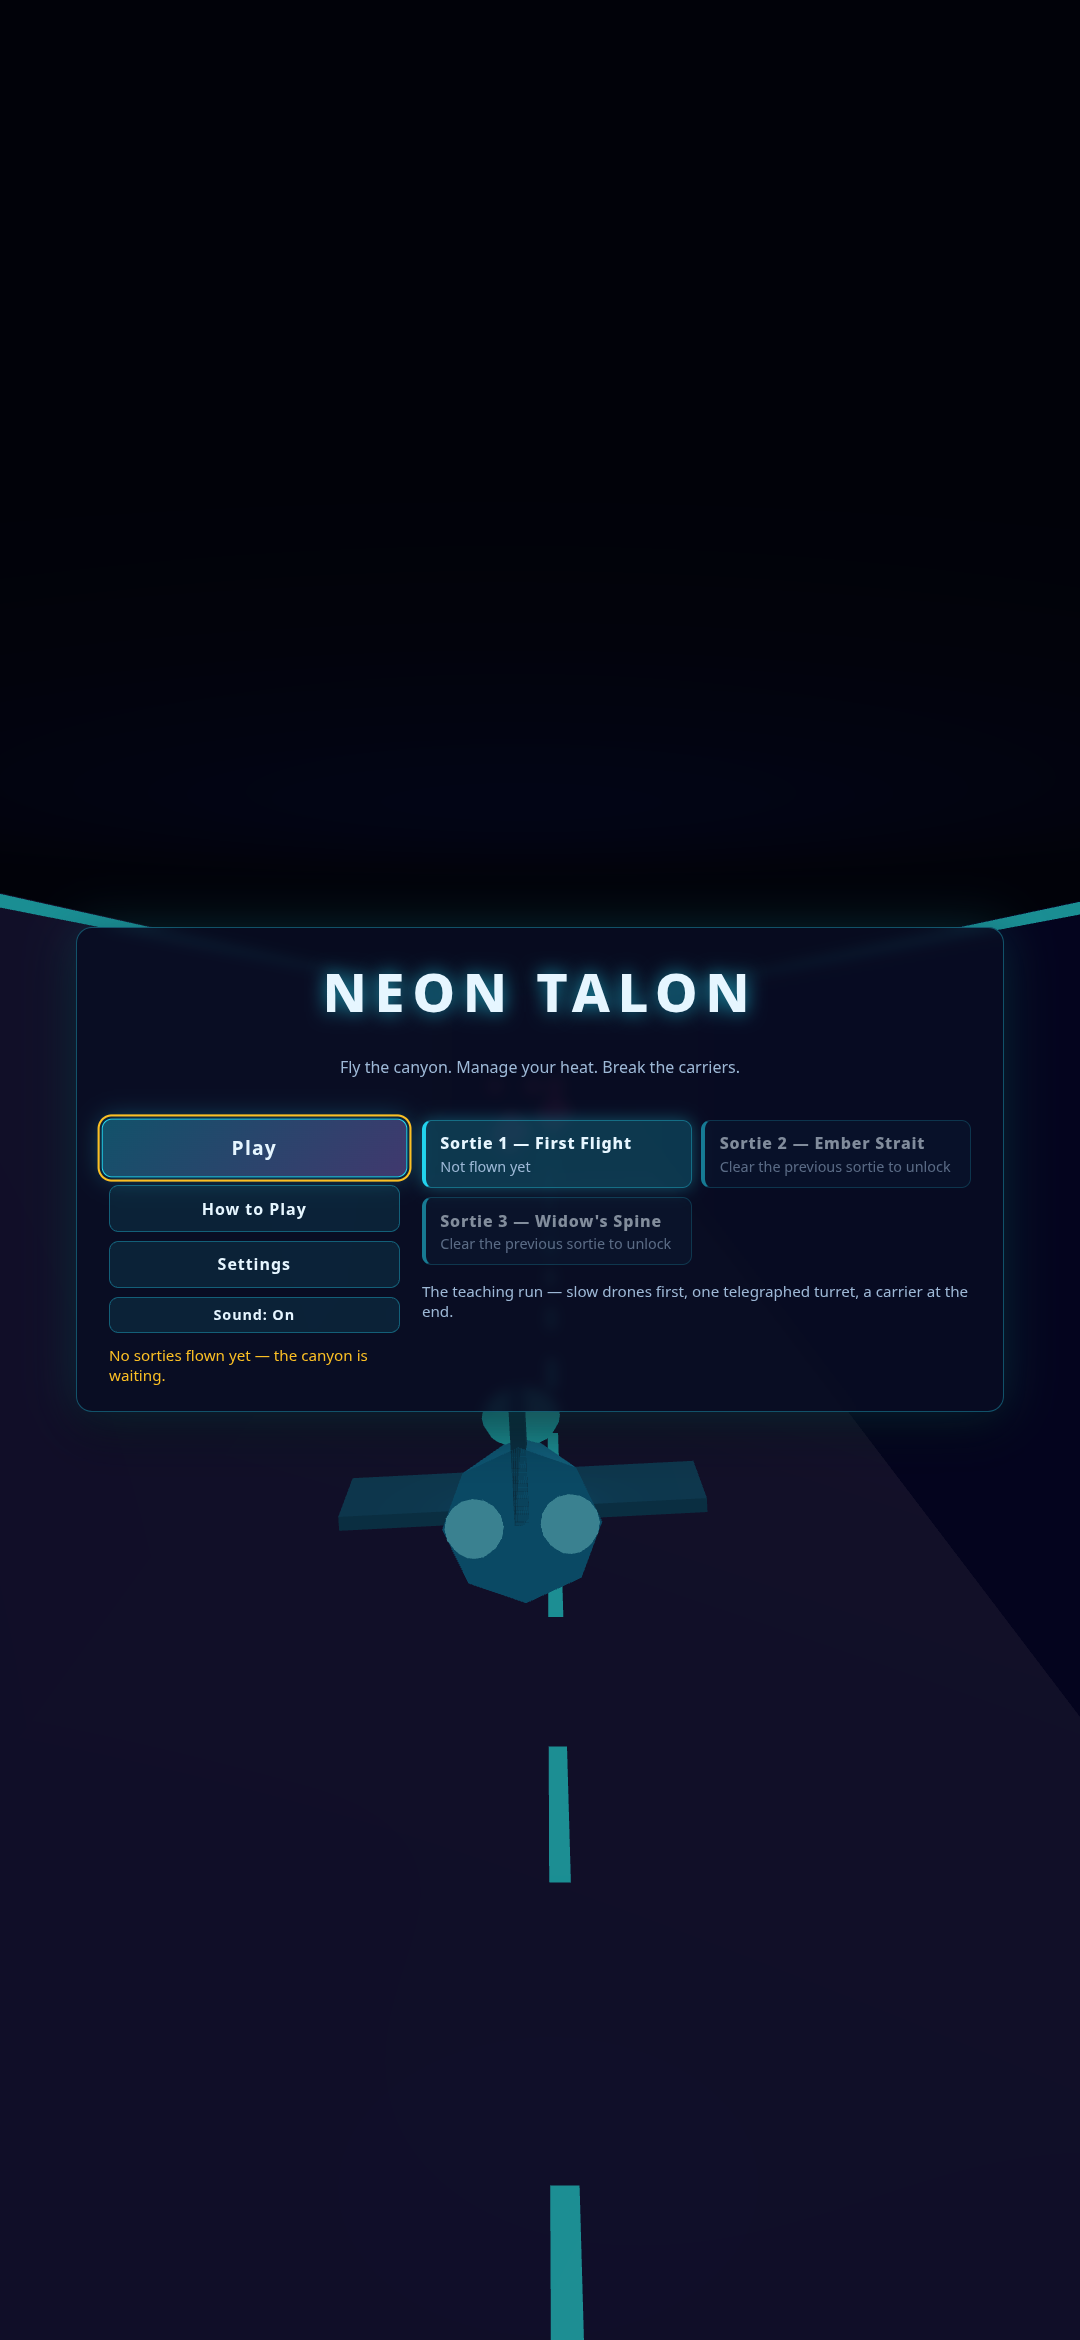 NEON TALON
Fly the canyon. Manage your heat. Break the carriers.
Play
How to Play
Settings
Sound: On
No sorties flown yet — the canyon is
waiting.
Sortie 1 — First Flight
Not flown yet
Sortie 2 — Ember Strait
Clear the previous sortie to unlock
Sortie 3 — Widow's Spine
Clear the previous sortie to unlock
The teaching run — slow drones first, one telegraphed turret, a carrier at the
end.